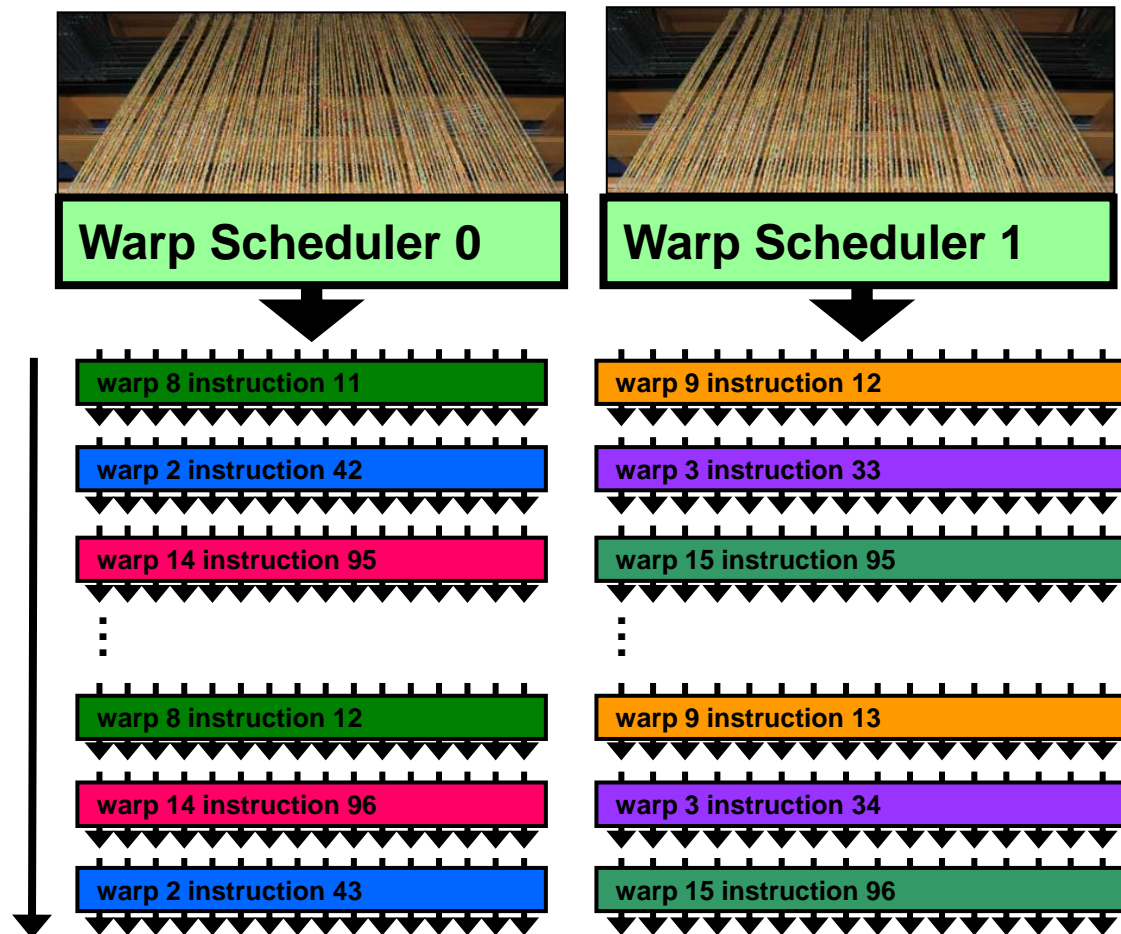 Warp Scheduler 0
warp 8 instruction 11
warp 2 instruction 42
warp 14 instruction 95
⋮
warp 8 instruction 12
warp 14 instruction 96
warp 2 instruction 43
Warp Scheduler 1
warp 9 instruction 12
warp 3 instruction 33
warp 15 instruction 95
⋮
warp 9 instruction 13
warp 3 instruction 34
warp 15 instruction 96